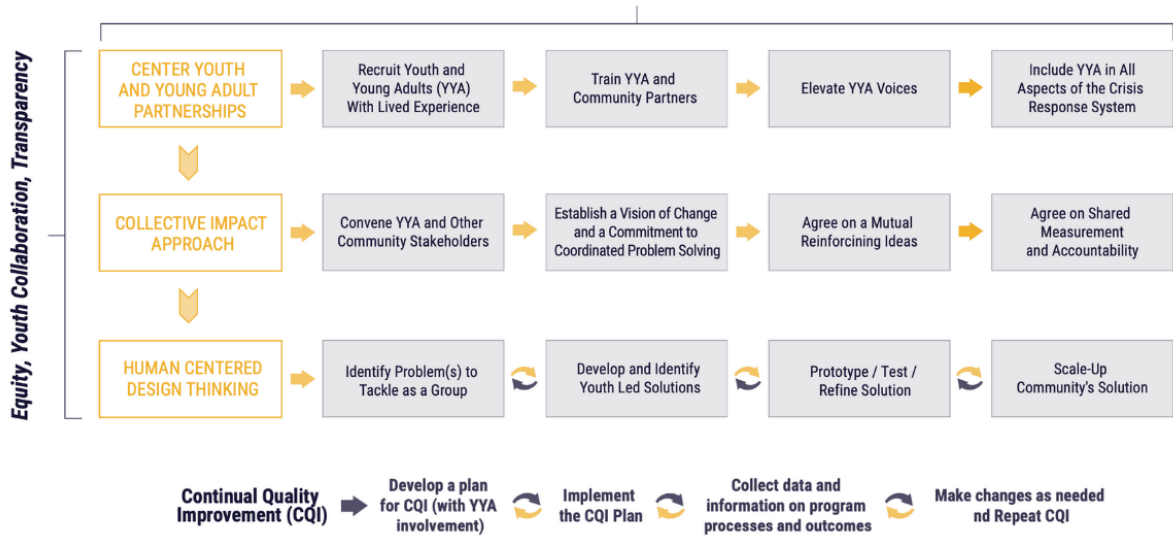 Equity, Youth Collaboration, Transparency
CENTER YOUTH
AND YOUNG ADULT
PARTNERSHIPS
Recruit Youth and
Young Adults (YYA)
With Lived Experience
Train YYA and
Community Partners
Elevate YYA Voices
Include YYA in All
Aspects of the Crisis
Response System
COLLECTIVE IMPACT
APPROACH
Convene YYA and Other
Community Stakeholders
Establish a Vision of Change
and a Commitment to
Coordinated Problem Solving
Agree on a Mutual
Reinforcining Ideas
Agree on Shared
Measurement
and Accountability
HUMAN CENTERED
DESIGN THINKING
Identify Problem(s) to
Tackle as a Group
Develop and Identify
Youth Led Solutions
Prototype / Test /
Refine Solution
Scale-Up
Community's Solution
Continual Quality
Improvement (CQI)
Develop a plan
for CQI (with YYA
involvement)
Implement
the CQI Plan
Collect data and
information on program
processes and outcomes
Make changes as needed
nd Repeat CQI